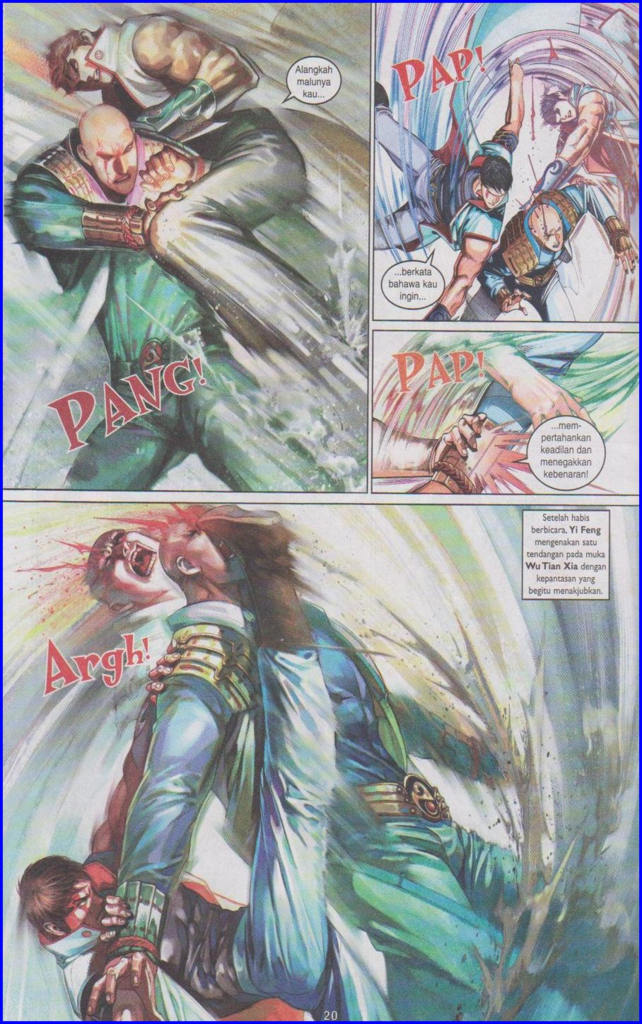 Alangkah
malunya
kau...
PANG!
PAP!
...berkata
bahawa kau
ingin...
PAP!
...mem-
pertahankan
keadilan dan
menegakkan
kebenaran!
Setelah habis
berbicara, Yi Feng
mengenakan satu
tendangan pada muka
Wu Tian Xia dengan
kepantasan yang
begitu menakjubkan.
Argh!
20